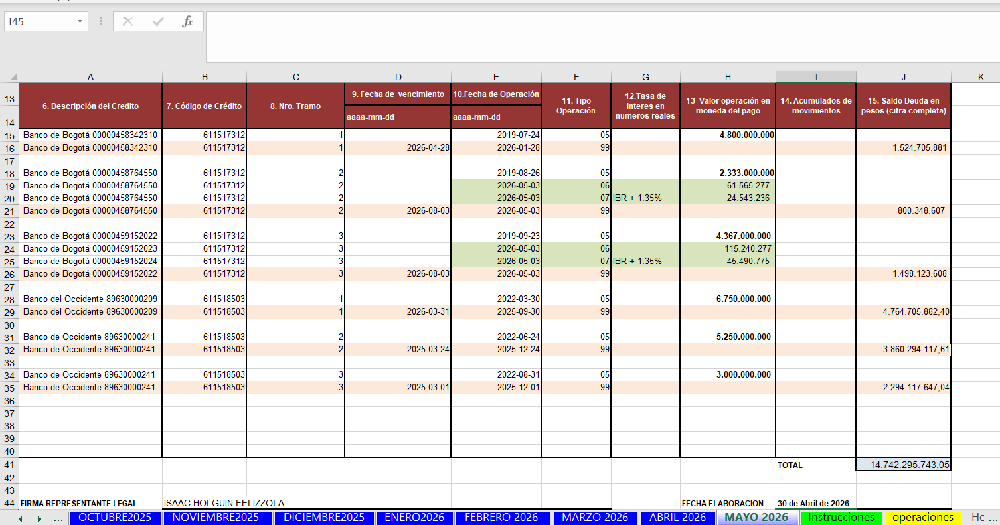 I45
fx
A B C D E F G H I J K
13 6. Descripción del Credito 7. Código de Crédito 8. Nro. Tramo 9. Fecha de vencimiento 10.Fecha de Operación 11. Tipo Operación 12.Tasa de Interes en numeros reales 13 Valor operación en moneda del pago 14. Acumulados de movimientos 15. Saldo Deuda en pesos (cifra completa)
14 aaaa-mm-dd aaaa-mm-dd
15 Banco de Bogotá 00000458342310 611517312 1 2019-07-24 05 4.800.000.000
16 Banco de Bogotá 00000458342310 611517312 1 2026-04-28 2026-01-28 99 1.524.705.881
17
18 Banco de Bogotá 00000458764550 611517312 2 2019-08-26 05 2.333.000.000
19 Banco de Bogotá 00000458764550 611517312 2 2026-05-03 06 61.565.277
20 Banco de Bogotá 00000458764550 611517312 2 2026-05-03 07 IBR + 1.35% 24.543.236
21 Banco de Bogotá 00000458764550 611517312 2 2026-08-03 2026-05-03 99 800.348.607
22
23 Banco de Bogotá 00000459152022 611517312 3 2019-09-23 05 4.367.000.000
24 Banco de Bogotá 00000459152023 611517312 3 2026-05-03 06 115.240.277
25 Banco de Bogotá 00000459152024 611517312 3 2026-05-03 07 IBR + 1.35% 45.490.775
26 Banco de Bogotá 00000459152022 611517312 3 2026-08-03 2026-05-03 99 1.498.123.608
27
28 Banco del Occidente 89630000209 611518503 1 2022-03-30 05 6.750.000.000
29 Banco del Occidente 89630000209 611518503 1 2026-03-31 2025-09-30 99 4.764.705.882,40
30
31 Banco de Occidente 89630000241 611518503 2 2022-06-24 05 5.250.000.000
32 Banco de Occidente 89630000241 611518503 2 2025-03-24 2025-12-24 99 3.860.294.117,61
33
34 Banco de Occidente 89630000241 611518503 3 2022-08-31 05 3.000.000.000
35 Banco de Occidente 89630000241 611518503 3 2025-03-01 2025-12-01 99 2.294.117.647,04
36
37
38
39
40
41 TOTAL 14.742.295.743,05
42
43
44 FIRMA REPRESENTANTE LEGAL ISAAC HOLGUIN FELIZZOLA FECHA ELABORACION 30 de Abril de 2026
... OCTUBRE2025 NOVIEMBRE2025 DICIEMBRE2025 ENERO2026 FEBRERO 2026 MARZO 2026 ABRIL 2026 MAYO 2026 Instrucciones operaciones Hc ...